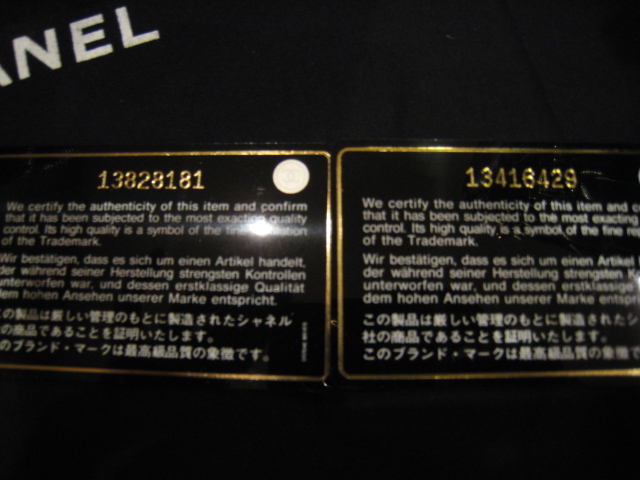 ANEL
13828181
We certify the authenticity of this item and confirm
that it has been subjected to the most exacting quality
control. Its high quality is a symbol of the fine
of the Trademark.
Wir bestätigen, dass es sich um einen Artikel handelt,
der während seiner Herstellung strengsten Kontrollen
unterworfen war, und dessen erstklassige Qualität
dem hohen Ansehen unserer Marke entspricht.
この製品は厳しい管理のもとに製造されたシャネル
社の商品であることを証明いたします。
このブランド・マークは最高級品質の象徴です。
13416429
We certify the authenticity of this item and
that it has been subjected to the most exacting
control. Its high quality is a symbol of the fine
of the Trademark.
Wir bestätigen, dass es sich um einen Artikel
der während seiner Herstellung strengsten
unterworfen war, und dessen erstklassige
dem hohen Ansehen unserer Marke entspricht.
この製品は厳しい管理のもとに製造された
社の商品であることを証明いたします。
このブランド・マークは最高級品質の象徴です。